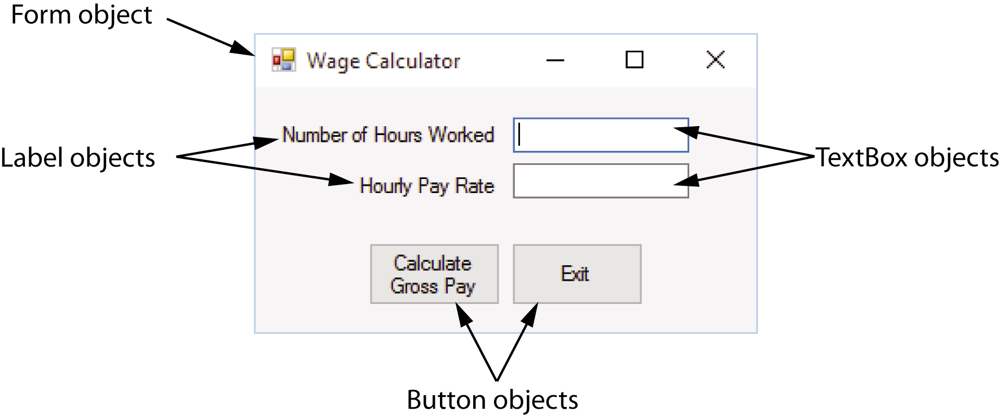 Form object
Wage Calculator
Number of Hours Worked
Label objects
TextBox objects
Hourly Pay Rate
Calculate
Gross Pay
Exit
Button objects